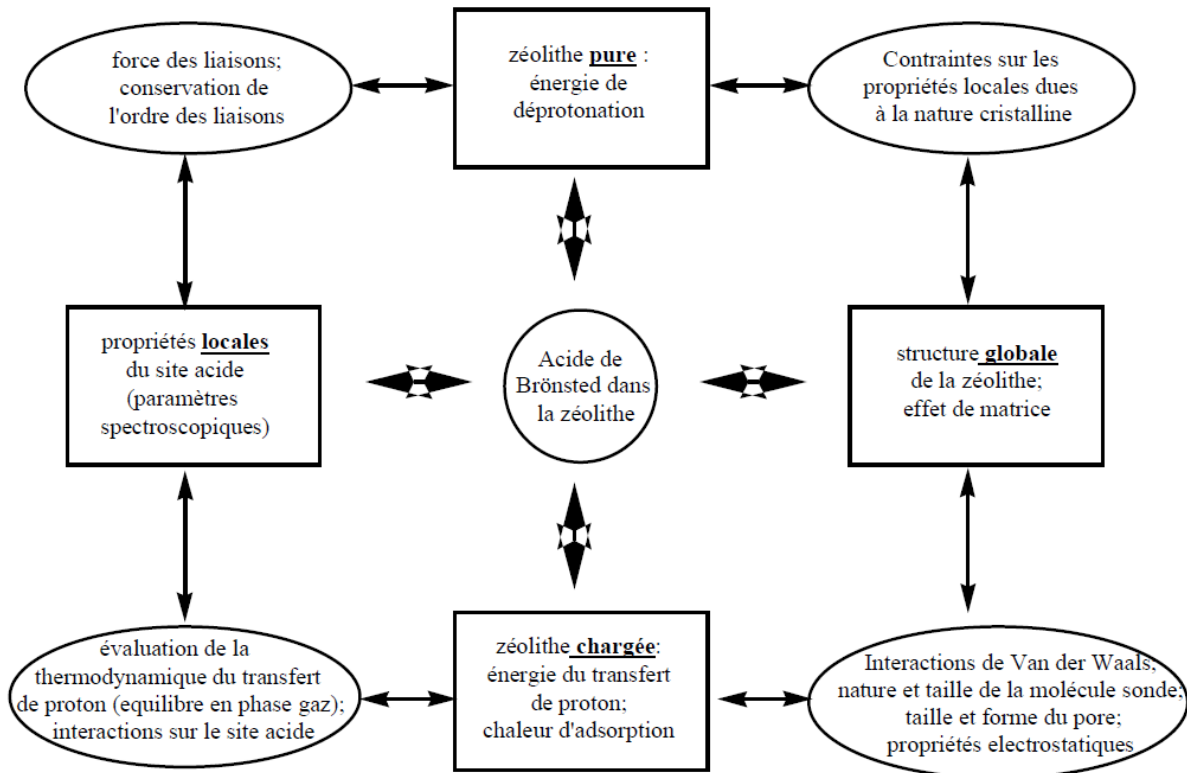 force des liaisons;
conservation de
l'ordre des liaisons
zéolithe pure :
énergie de
déprotonation
Contraintes sur les
propriétés locales dues
à la nature cristalline
propriétés locales
du site acide
(paramètres
spectroscopiques)
Acide de
Brönsted dans
la zéolithe
structure globale
de la zéolithe;
effet de matrice
évaluation de la
thermodynamique du transfert
de proton (equilibre en phase gaz);
interactions sur le site acide
zéolithe chargée:
énergie du transfert
de proton;
chaleur d'adsorption
Interactions de Van der Waals;
nature et taille de la molécule sonde;
taille et forme du pore;
propriétés electrostatiques